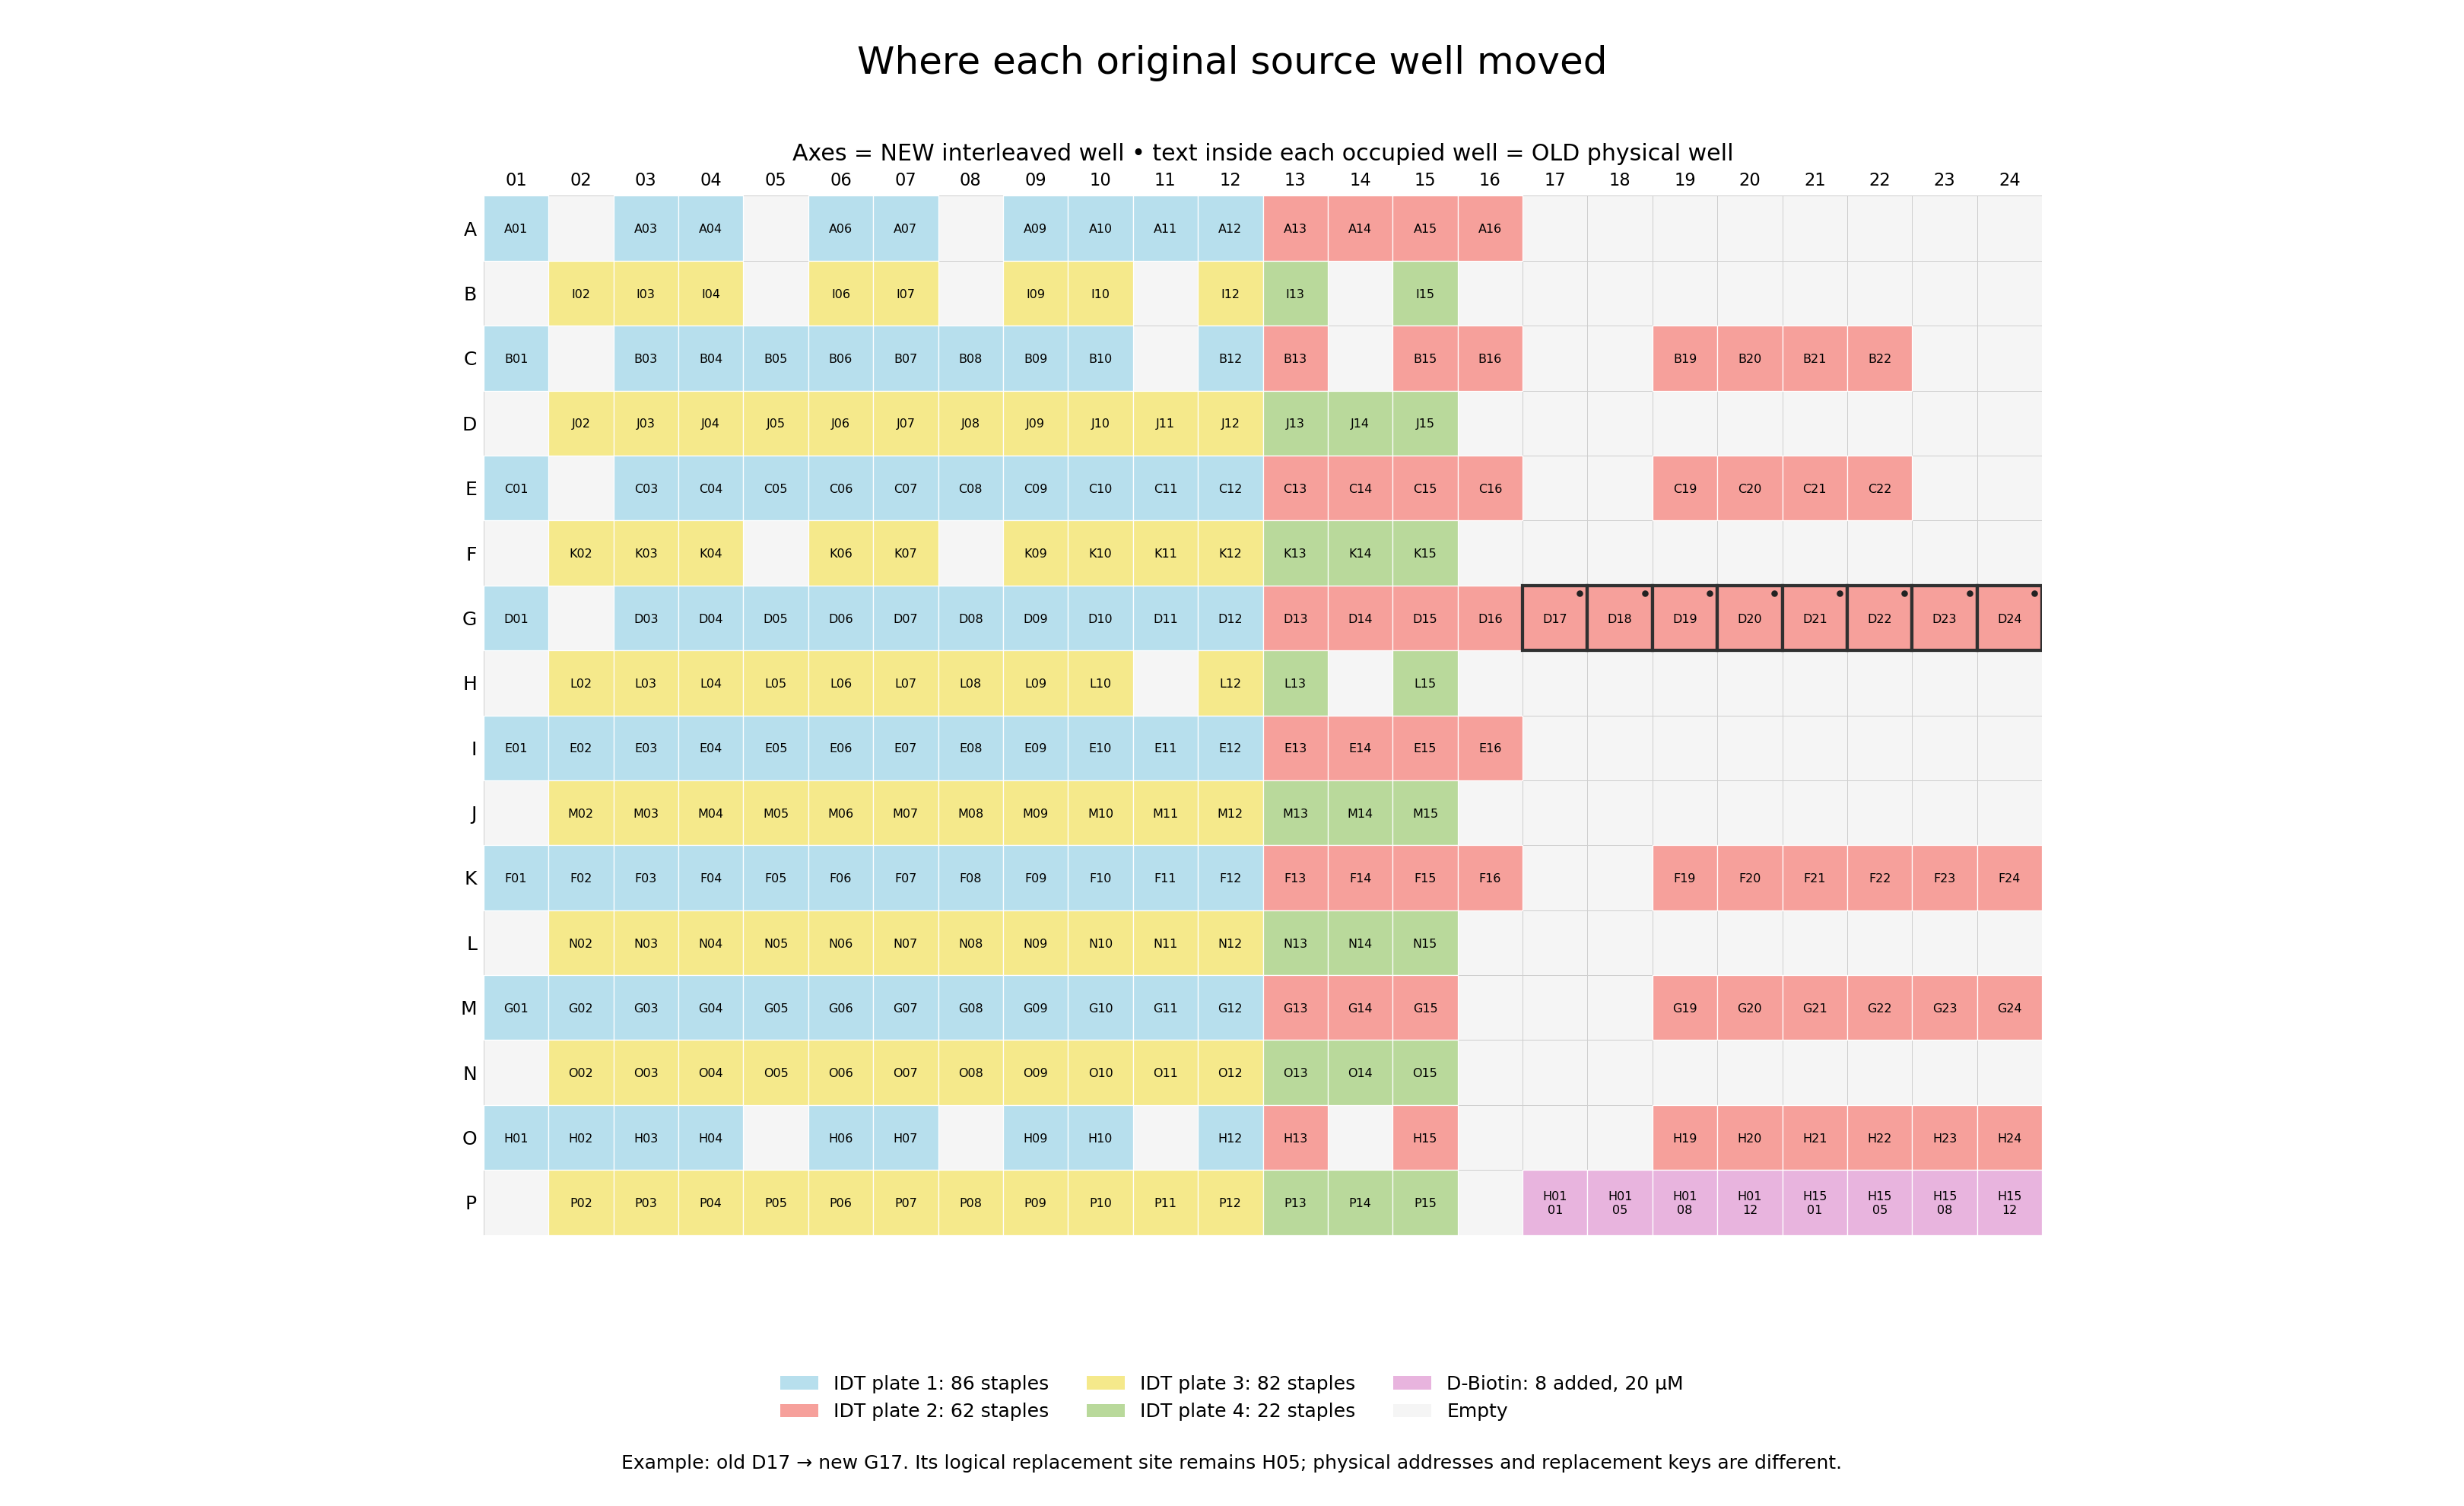 Where each original source well moved
Axes = NEW interleaved well • text inside each occupied well = OLD physical well
01 02 03 04 05 06 07 08 09 10 11 12 13 14 15 16 17 18 19 20 21 22 23 24
A A01 A03 A04 A06 A07 A09 A10 A11 A12 A13 A14 A15 A16
B I02 I03 I04 I06 I07 I09 I10 I12 I13 I15
C B01 B03 B04 B05 B06 B07 B08 B09 B10 B12 B13 B15 B16 B19 B20 B21 B22
D J02 J03 J04 J05 J06 J07 J08 J09 J10 J11 J12 J13 J14 J15
E C01 C03 C04 C05 C06 C07 C08 C09 C10 C11 C12 C13 C14 C15 C16 C19 C20 C21 C22
F K02 K03 K04 K06 K07 K09 K10 K11 K12 K13 K14 K15
G D01 D03 D04 D05 D06 D07 D08 D09 D10 D11 D12 D13 D14 D15 D16 D17 D18 D19 D20 D21 D22 D23 D24
H L02 L03 L04 L05 L06 L07 L08 L09 L10 L12 L13 L15
I E01 E02 E03 E04 E05 E06 E07 E08 E09 E10 E11 E12 E13 E14 E15 E16
J M02 M03 M04 M05 M06 M07 M08 M09 M10 M11 M12 M13 M14 M15
K F01 F02 F03 F04 F05 F06 F07 F08 F09 F10 F11 F12 F13 F14 F15 F16 F19 F20 F21 F22 F23 F24
L N02 N03 N04 N05 N06 N07 N08 N09 N10 N11 N12 N13 N14 N15
M G01 G02 G03 G04 G05 G06 G07 G08 G09 G10 G11 G12 G13 G14 G15 G19 G20 G21 G22 G23 G24
N O02 O03 O04 O05 O06 O07 O08 O09 O10 O11 O12 O13 O14 O15
O H01 H02 H03 H04 H06 H07 H09 H10 H12 H13 H15 H19 H20 H21 H22 H23 H24
P P02 P03 P04 P05 P06 P07 P08 P09 P10 P11 P12 P13 P14 P15 H01 H01 H01 H01 H15 H15 H15 H15
01 05 08 12 01 05 08 12
IDT plate 1: 86 staples IDT plate 3: 82 staples D-Biotin: 8 added, 20 µM
IDT plate 2: 62 staples IDT plate 4: 22 staples Empty
Example: old D17 → new G17. Its logical replacement site remains H05; physical addresses and replacement keys are different.